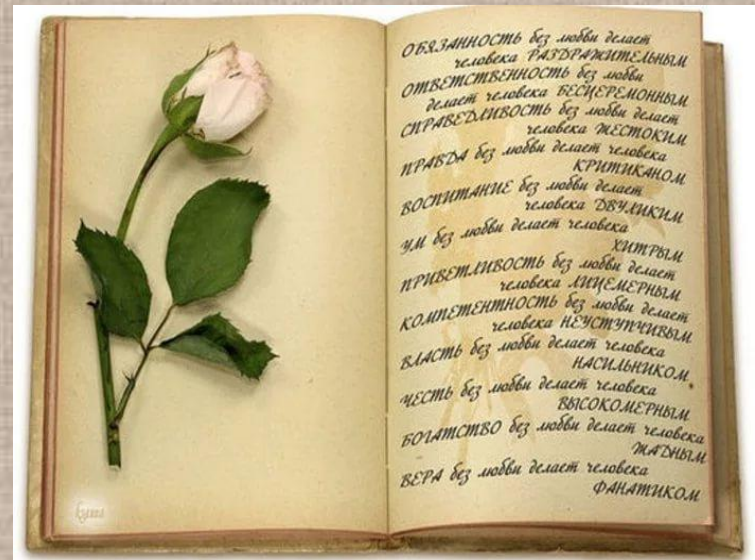 ОБЯЗАННОСТЬ без любви делает
человека РАЗДРАЖИТЕЛЬНЫМ
ОТВЕТСТВЕННОСТЬ без любви
делает человека БЕСЦЕРЕМОННЫМ
СПРАВЕДЛИВОСТЬ без любви делает
человека ЖЕСТОКИМ
ПРАВДА без любви делает человека
КРИТИКАНОМ
ВОСПИТАНИЕ без любви делает
человека ДВУЛИКИМ
УМ без любви делает человека
ХИТРЫМ
ПРИВЕТЛИВОСТЬ без любви делает
человека ЛИЦЕМЕРНЫМ
КОМПЕТЕНТНОСТЬ без любви делает
человека НЕУСТУПЧИВЫМ
ВЛАСТЬ без любви делает человека
НАСИЛЬНИКОМ
ЧЕСТЬ без любви делает человека
ВЫСОКОМЕРНЫМ
БОГАТСТВО без любви делает человека
ЖАДНЫМ
ВЕРА без любви делает человека
ФАНАТИКОМ